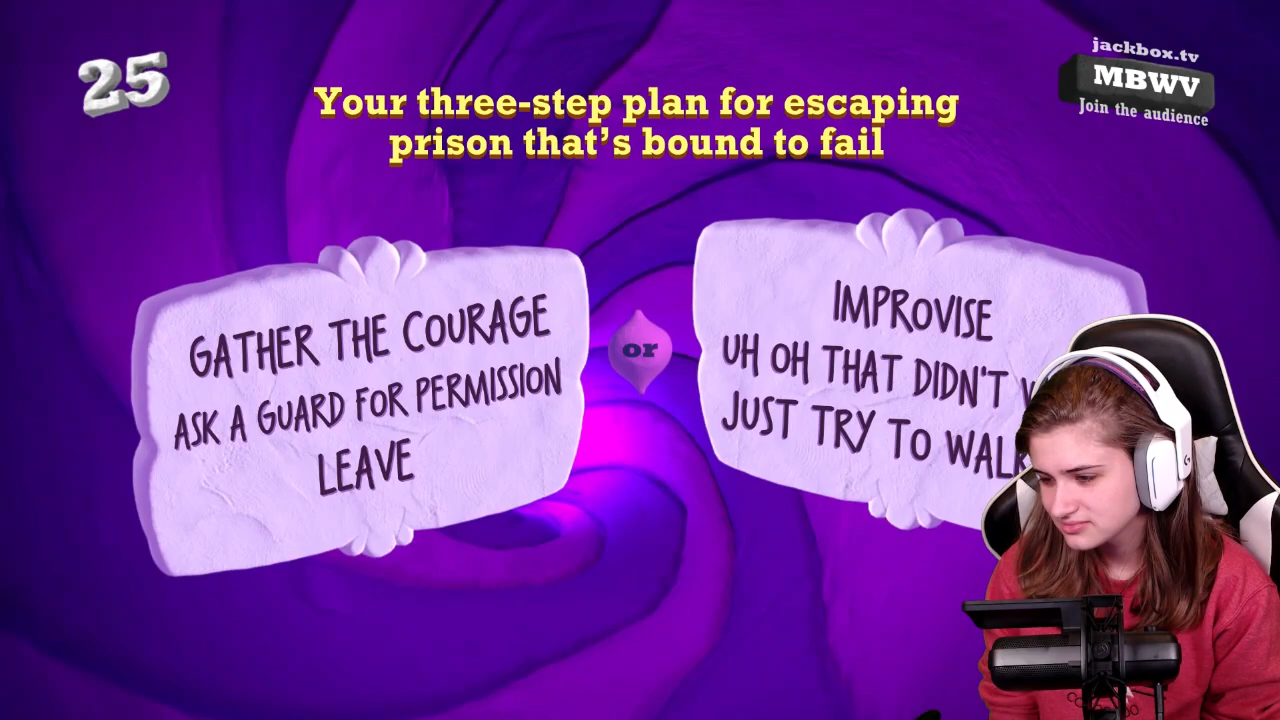 25
Your three-step plan for escaping
prison that's bound to fail
jackbox.tv
MBWV
Join the audience
GATHER THE COURAGE
ASK A GUARD FOR PERMISSION
LEAVE
or
IMPROVISE
UH OH THAT DIDN'T
JUST TRY TO WALK